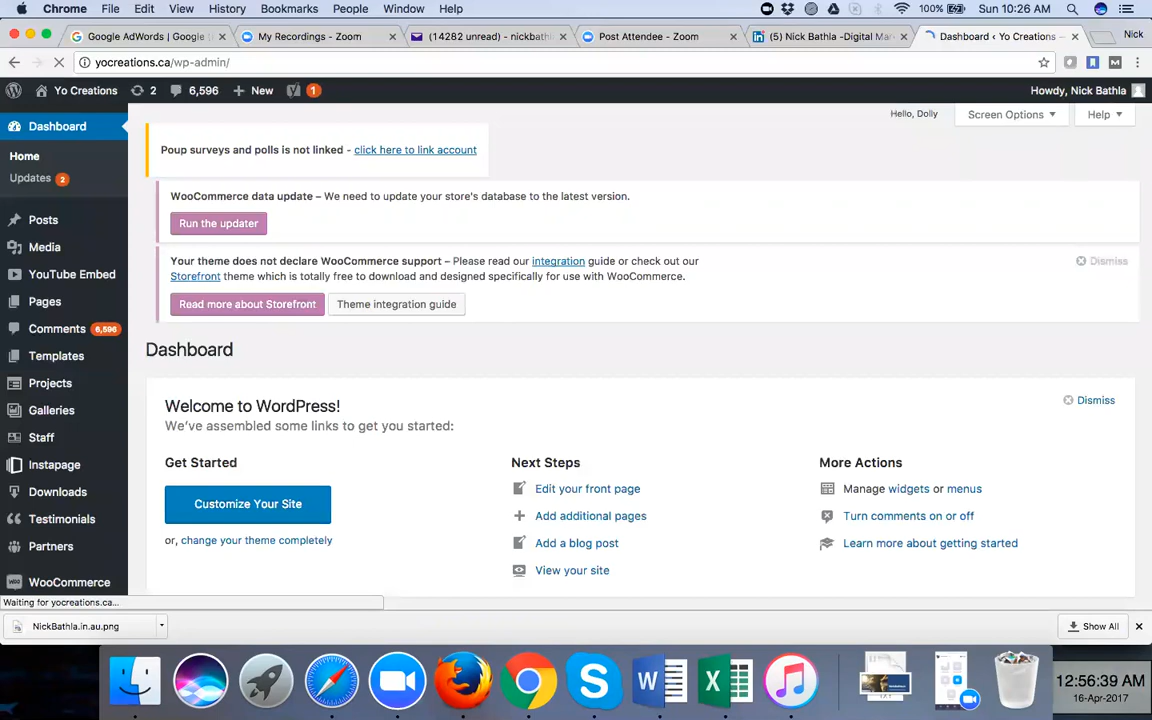 Chrome File Edit View History Bookmarks People Window Help 100% Sun 10:26 AM
Google AdWords | Google My Recordings - Zoom (14282 unread) - nickbathl Post Attendee - Zoom (5) Nick Bathla -Digital Mar Dashboard ‹ Yo Creations — Nick
yocreations.ca/wp-admin/
Yo Creations 2 6,596 New 1 Howdy, Nick Bathla
Hello, Dolly Screen Options Help
Dashboard
Home
Updates 2
Posts
Media
YouTube Embed
Pages
Comments 6,596
Templates
Projects
Galleries
Staff
Instapage
Downloads
Testimonials
Partners
WooCommerce
Poup surveys and polls is not linked - click here to link account
WooCommerce data update – We need to update your store's database to the latest version.
Run the updater
Your theme does not declare WooCommerce support – Please read our integration guide or check out our
Storefront theme which is totally free to download and designed specifically for use with WooCommerce.
Dismiss
Read more about Storefront Theme integration guide
Dashboard
Welcome to WordPress!
Dismiss
We've assembled some links to get you started:
Get Started
Customize Your Site
or, change your theme completely
Next Steps
Edit your front page
Add additional pages
Add a blog post
View your site
More Actions
Manage widgets or menus
Turn comments on or off
Learn more about getting started
Waiting for yocreations.ca...
NickBathla.in.au.png Show All
12:56:39 AM
16-Apr-2017